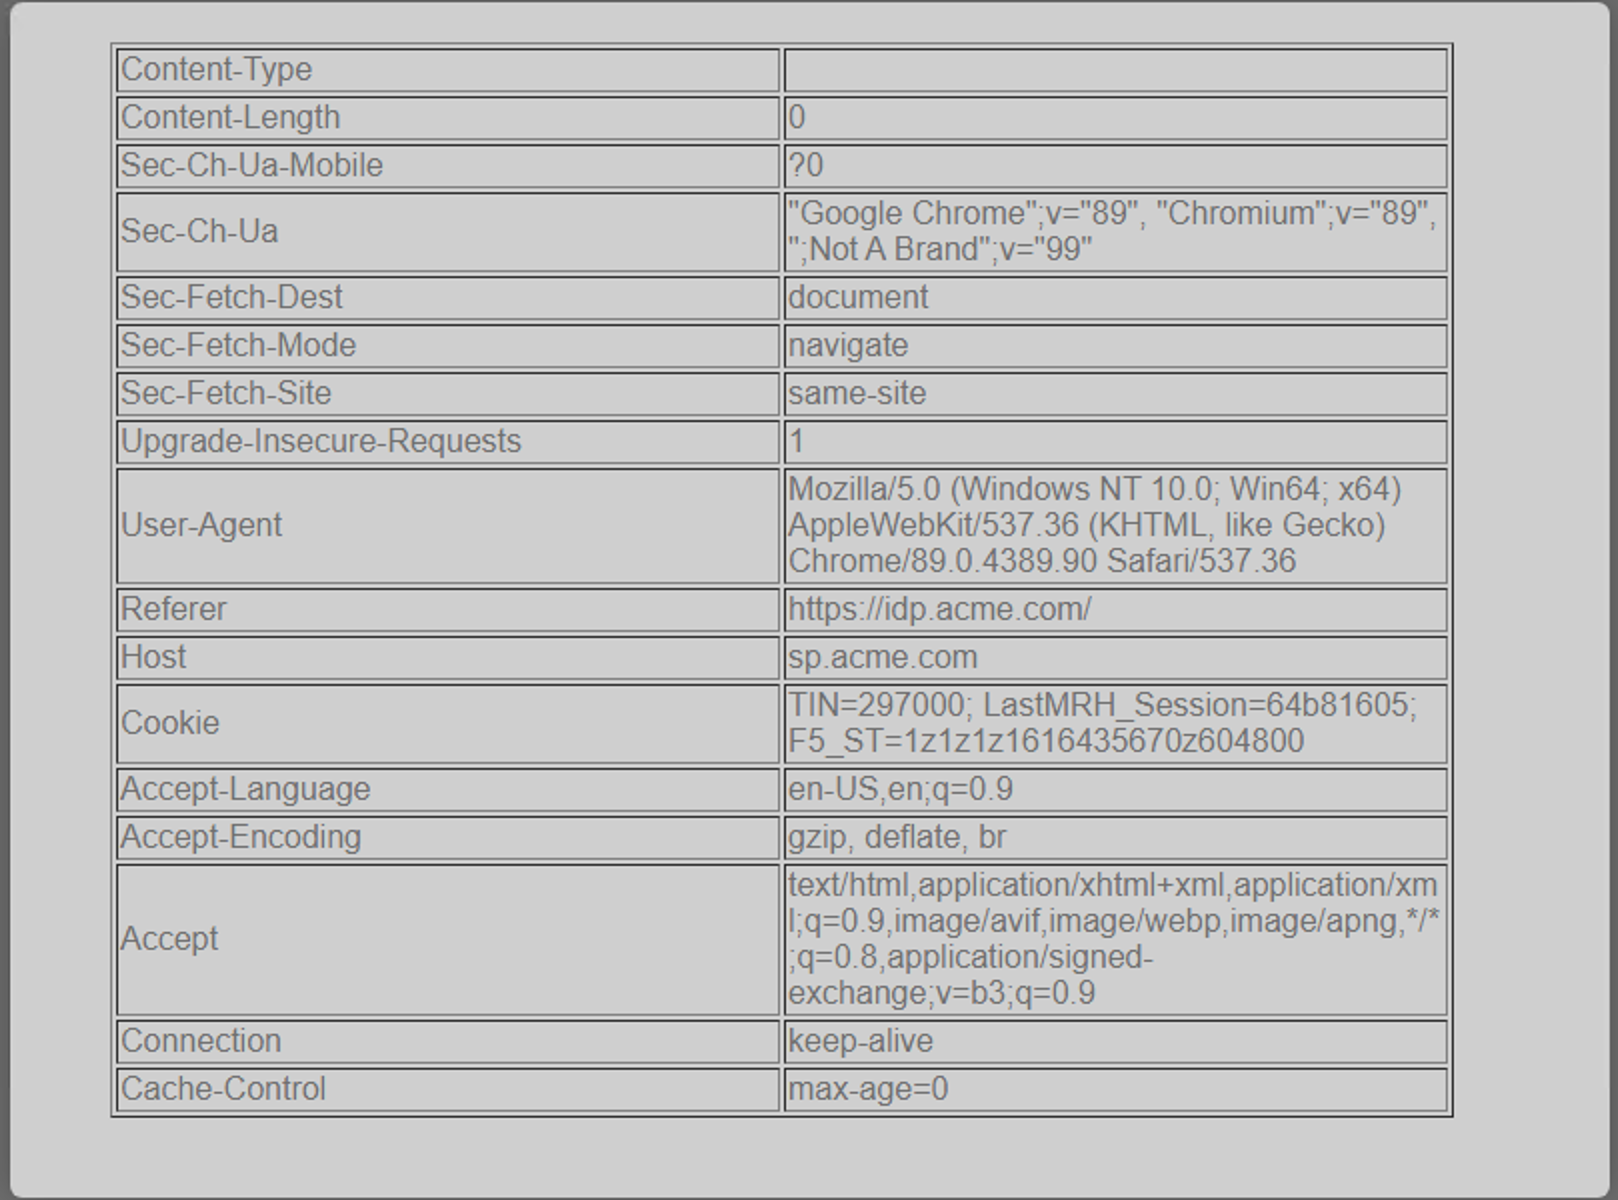 Content-Type
Content-Length 0
Sec-Ch-Ua-Mobile ?0
Sec-Ch-Ua "Google Chrome";v="89", "Chromium";v="89",
";Not A Brand";v="99"
Sec-Fetch-Dest document
Sec-Fetch-Mode navigate
Sec-Fetch-Site same-site
Upgrade-Insecure-Requests 1
User-Agent Mozilla/5.0 (Windows NT 10.0; Win64; x64)
AppleWebKit/537.36 (KHTML, like Gecko)
Chrome/89.0.4389.90 Safari/537.36
Referer https://idp.acme.com/
Host sp.acme.com
Cookie TIN=297000; LastMRH_Session=64b81605;
F5_ST=1z1z1z1616435670z604800
Accept-Language en-US,en;q=0.9
Accept-Encoding gzip, deflate, br
Accept text/html,application/xhtml+xml,application/xm
l;q=0.9,image/avif,image/webp,image/apng,*/*
;q=0.8,application/signed-
exchange;v=b3;q=0.9
Connection keep-alive
Cache-Control max-age=0